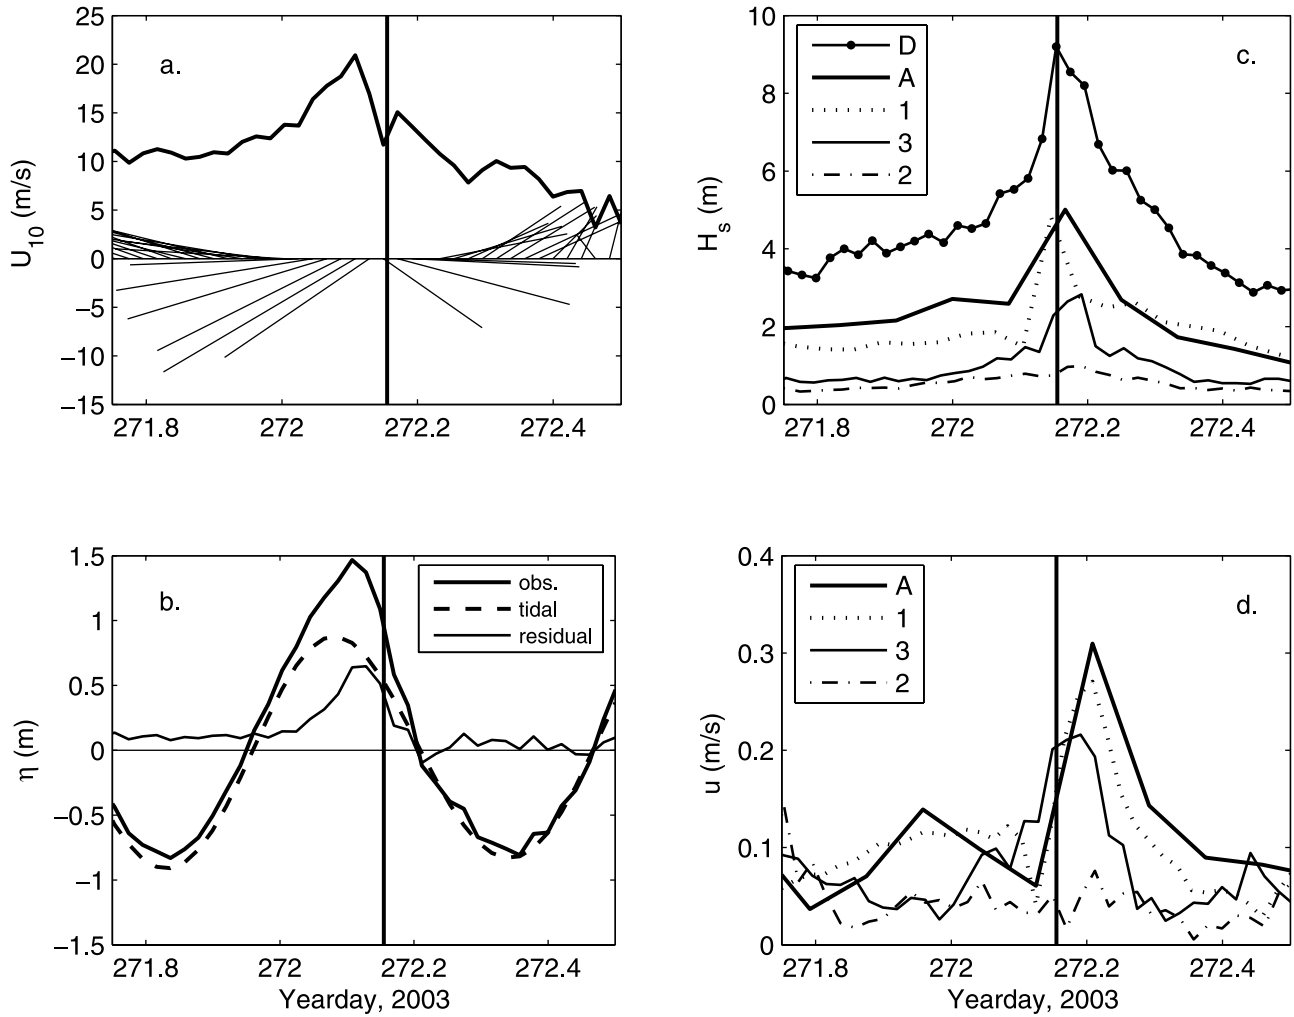 25
20
15
10
5
0
−5
−10
−15
U10 (m/s)
a.
271.8 272 272.2 272.4
10
8
6
4
2
0
Hs (m)
D
A
1
3
2
c.
271.8 272 272.2 272.4
1.5
1
0.5
0
−0.5
−1
−1.5
η (m)
b.
obs.
tidal
residual
271.8 272 272.2 272.4
Yearday, 2003
0.4
0.3
0.2
0.1
0
u (m/s)
A
1
3
2
d.
271.8 272 272.2 272.4
Yearday, 2003